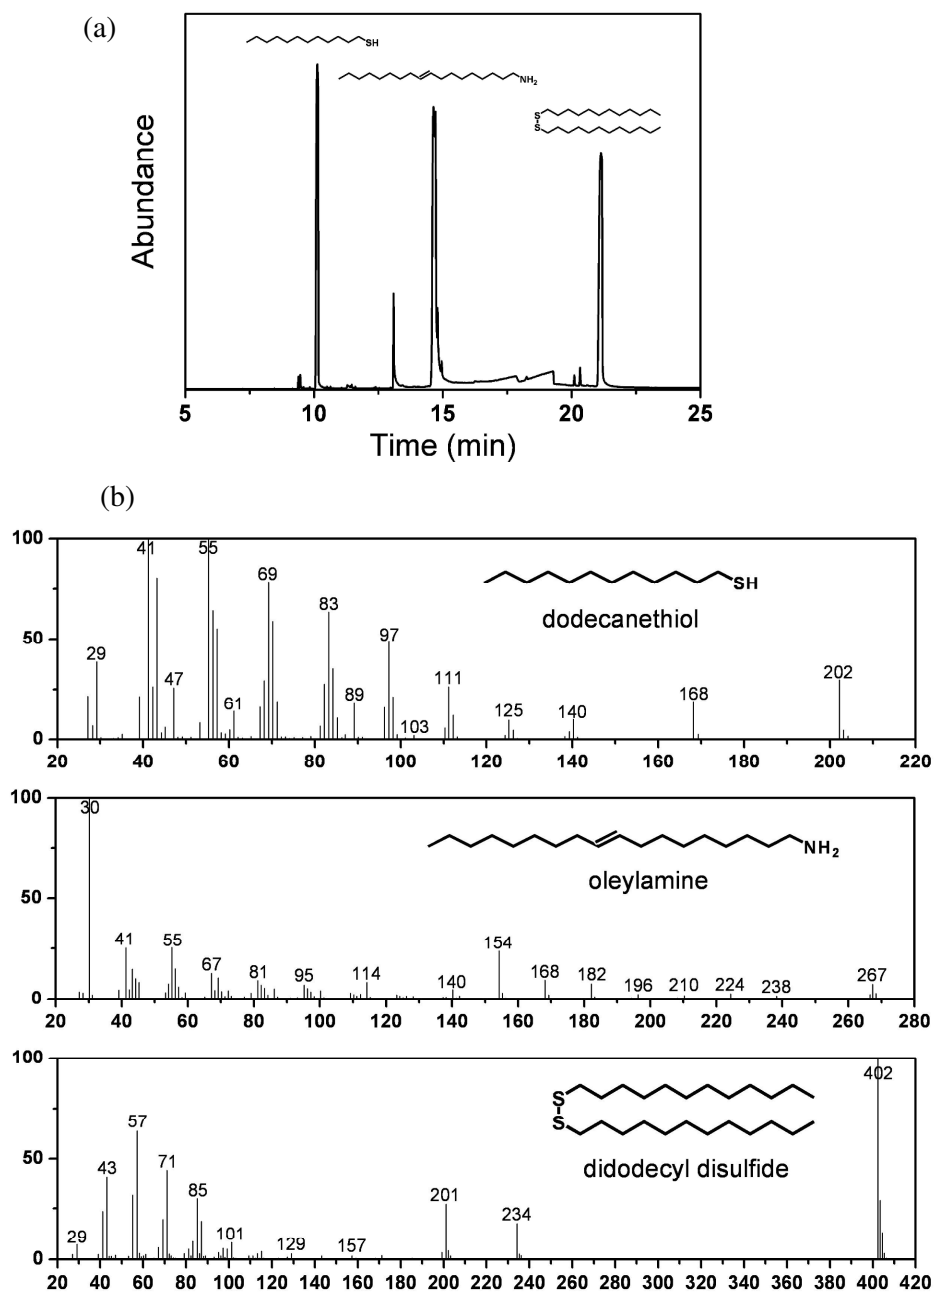 (a)
SH
NH2
S
S
Abundance
5 10 15 20 25
Time (min)
(b)
100
50
0
29 41 47 55 61 69 83 89 97 103 111 125 140 168 202
SH
dodecanethiol
20 40 60 80 100 120 140 160 180 200 220
100
50
0
30 41 55 67 81 95 114 140 154 168 182 196 210 224 238 267
NH2
oleylamine
20 40 60 80 100 120 140 160 180 200 220 240 260 280
100
50
0
29 43 57 71 85 101 129 157 201 234 402
S
S
didodecyl disulfide
20 40 60 80 100 120 140 160 180 200 220 240 260 280 300 320 340 360 380 400 420